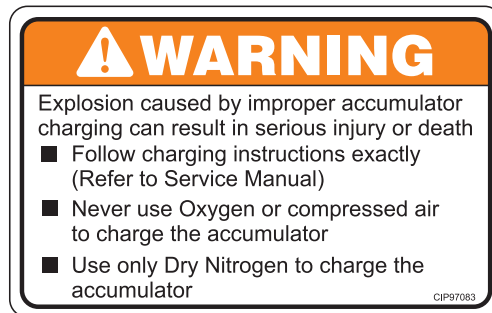 WARNING
Explosion caused by improper accumulator
charging can result in serious injury or death
■ Follow charging instructions exactly
(Refer to Service Manual)
■ Never use Oxygen or compressed air
to charge the accumulator
■ Use only Dry Nitrogen to charge the
accumulator
CIP97083